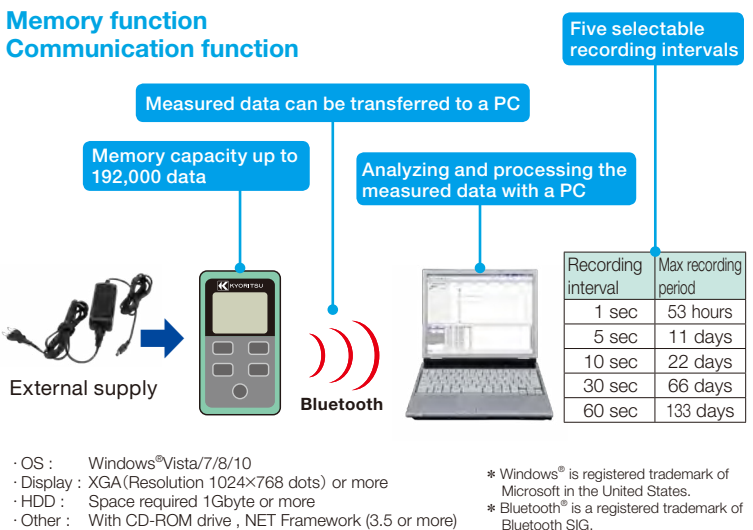 Memory function
Communication function
Five selectable
recording intervals
Measured data can be transferred to a PC
Memory capacity up to
192,000 data
Analyzing and processing the
measured data with a PC
External supply
KYORITSU
Bluetooth
Recording interval Max recording period
1 sec 53 hours
5 sec 11 days
10 sec 22 days
30 sec 66 days
60 sec 133 days
· OS : Windows®Vista/7/8/10
· Display : XGA(Resolution 1024×768 dots) or more
· HDD : Space required 1Gbyte or more
· Other : With CD-ROM drive , NET Framework (3.5 or more)
* Windows® is registered trademark of
Microsoft in the United States.
* Bluetooth® is a registered trademark of
Bluetooth SIG.